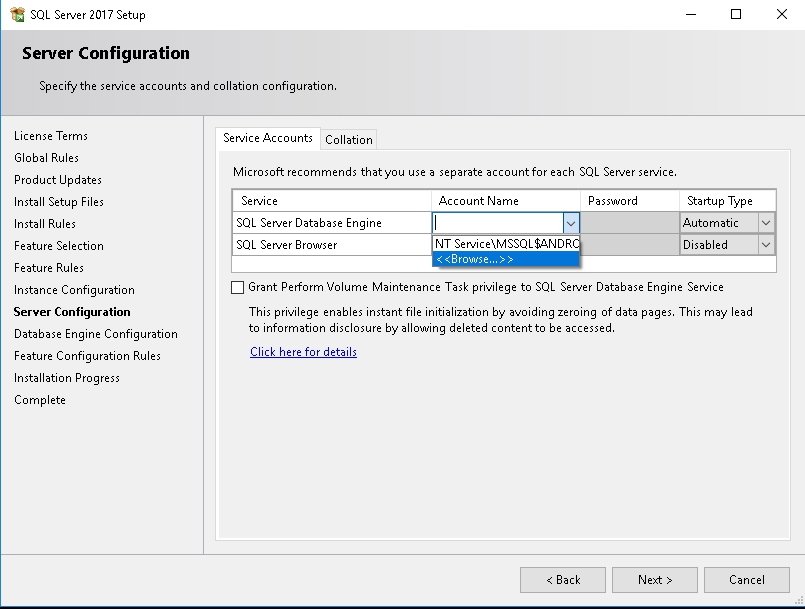 SQL Server 2017 Setup
Server Configuration
Specify the service accounts and collation configuration.
License Terms
Global Rules
Product Updates
Install Setup Files
Install Rules
Feature Selection
Feature Rules
Instance Configuration
Server Configuration
Database Engine Configuration
Feature Configuration Rules
Installation Progress
Complete
Service Accounts Collation
Microsoft recommends that you use a separate account for each SQL Server service.
Service Account Name Password Startup Type
SQL Server Database Engine Automatic
SQL Server Browser NT Service\MSSQL$ANDRO Disabled
<<Browse...>>
Grant Perform Volume Maintenance Task privilege to SQL Server Database Engine Service
This privilege enables instant file initialization by avoiding zeroing of data pages. This may lead
to information disclosure by allowing deleted content to be accessed.
Click here for details
< Back Next > Cancel